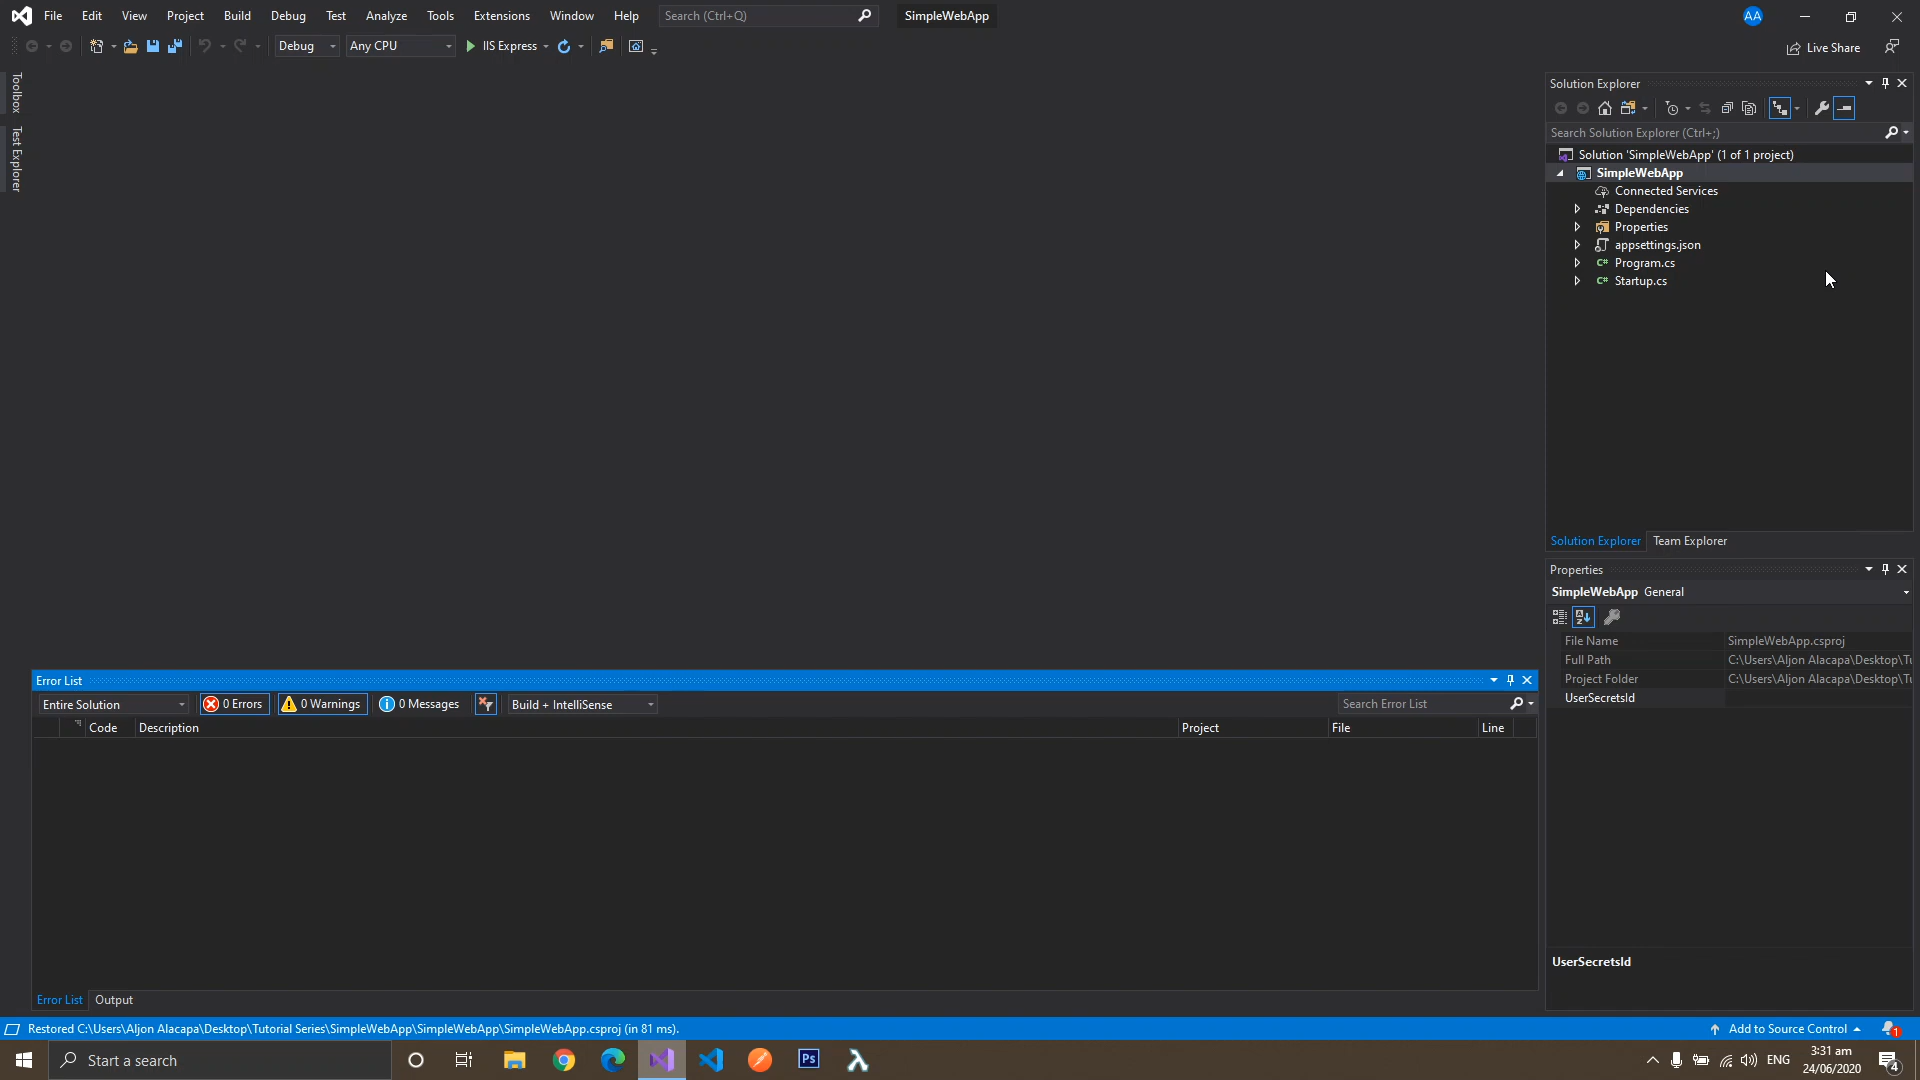 File Edit View Project Build Debug Test Analyze Tools Extensions Window Help Search (Ctrl+Q) SimpleWebApp AA
Debug Any CPU IIS Express Live Share
Toolbox
Test Explorer
Solution Explorer
Search Solution Explorer (Ctrl+;)
Solution 'SimpleWebApp' (1 of 1 project)
SimpleWebApp
Connected Services
Dependencies
Properties
appsettings.json
C# Program.cs
C# Startup.cs
Solution Explorer Team Explorer
Properties
SimpleWebApp General
File Name SimpleWebApp.csproj
Full Path C:\Users\Aljon Alacapa\Desktop\Tu
Project Folder C:\Users\Aljon Alacapa\Desktop\Tu
UserSecretsId
UserSecretsId
Error List
Entire Solution 0 Errors 0 Warnings 0 Messages Build + IntelliSense Search Error List
Code Description Project File Line
Error List Output
Restored C:\Users\Aljon Alacapa\Desktop\Tutorial Series\SimpleWebApp\SimpleWebApp\SimpleWebApp.csproj (in 81 ms). Add to Source Control 1
Start a search Ps ENG 3:31 am
24/06/2020 4